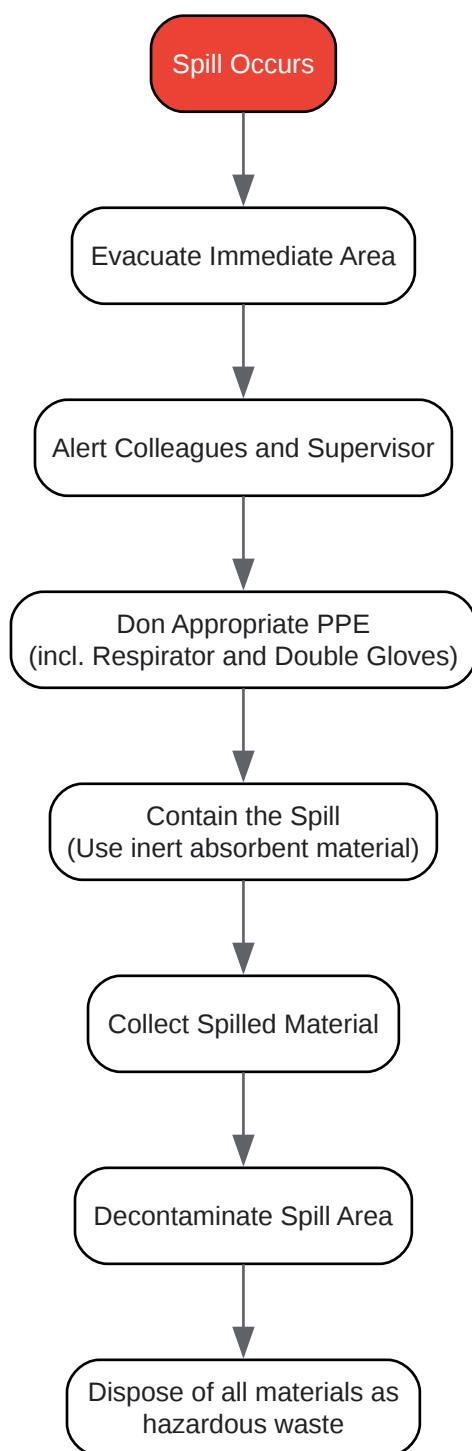 Spill Occurs
Evacuate Immediate Area
Alert Colleagues and Supervisor
Don Appropriate PPE
(incl. Respirator and Double Gloves)
Contain the Spill
(Use inert absorbent material)
Collect Spilled Material
Decontaminate Spill Area
Dispose of all materials as
hazardous waste